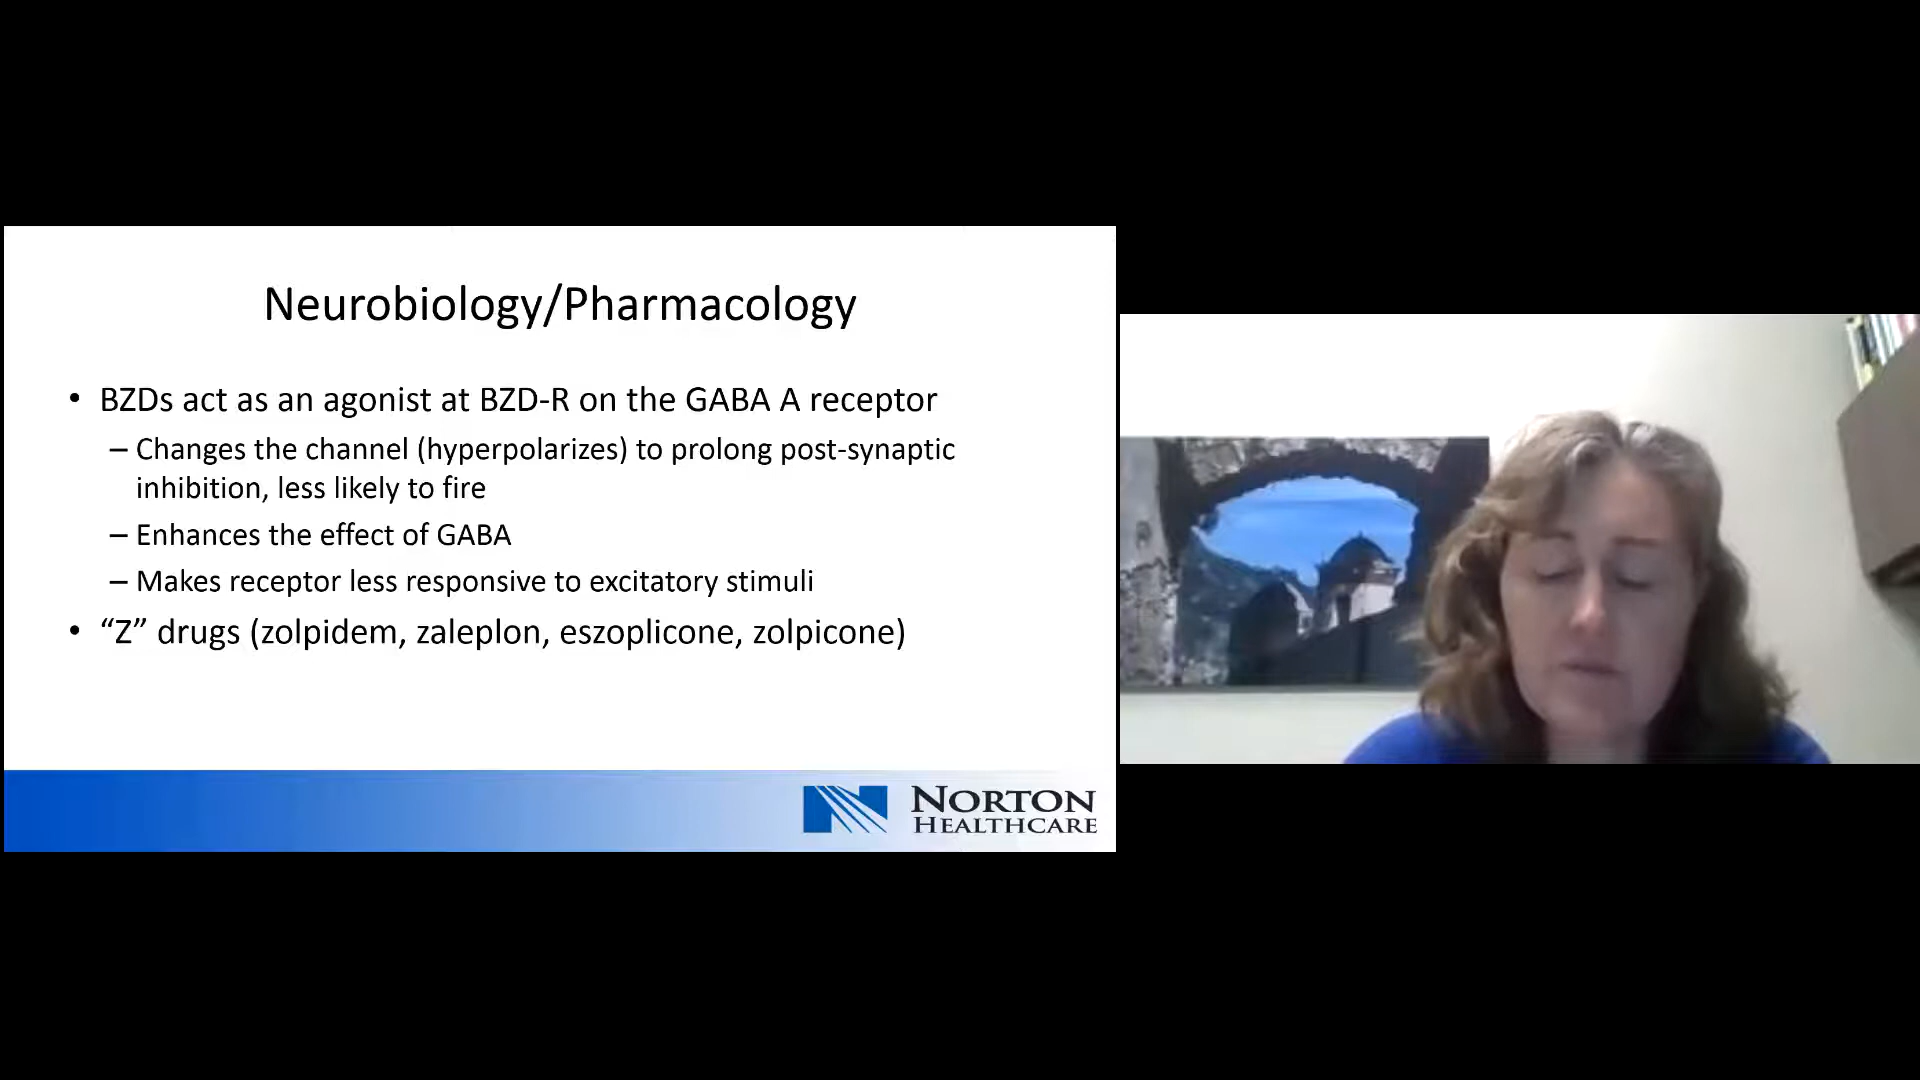 Neurobiology/Pharmacology
• BZDs act as an agonist at BZD-R on the GABA A receptor
– Changes the channel (hyperpolarizes) to prolong post-synaptic
inhibition, less likely to fire
– Enhances the effect of GABA
– Makes receptor less responsive to excitatory stimuli
• “Z” drugs (zolpidem, zaleplon, eszoplicone, zolpicone)
NORTON
HEALTHCARE